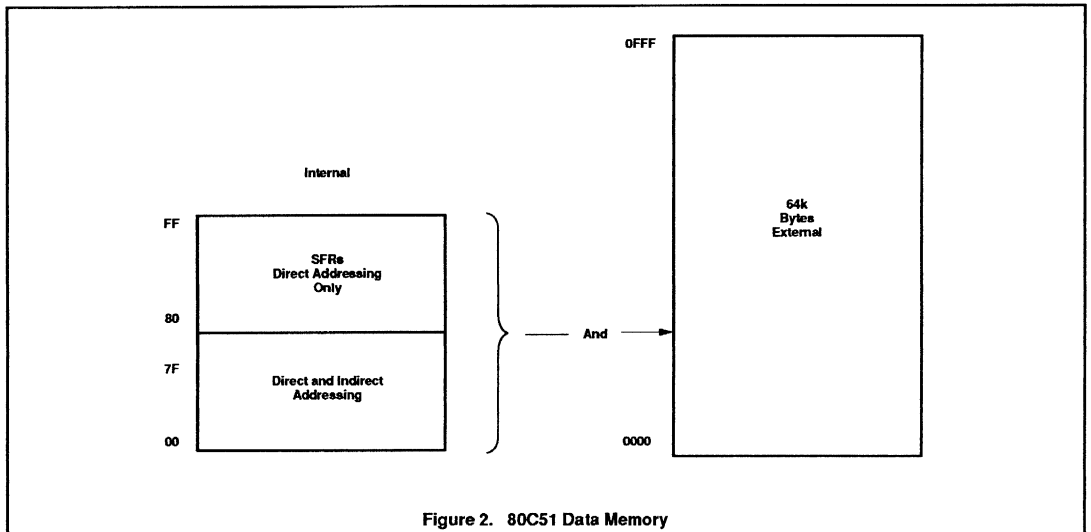 Internal
FF
SFRs
Direct Addressing
Only
80
7F
Direct and Indirect
Addressing
00
And
0FFF
64k
Bytes
External
0000
Figure 2. 80C51 Data Memory